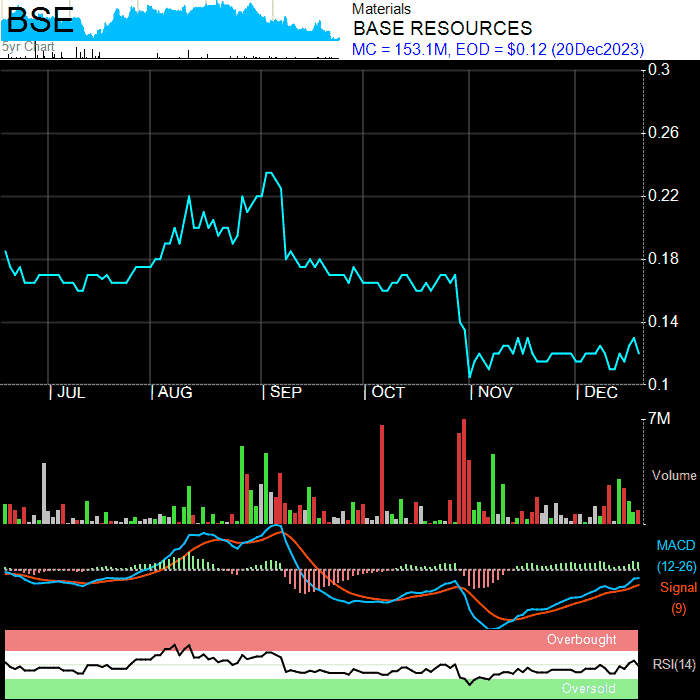 BSE
5yr Chart
Materials
BASE RESOURCES
MC = 153.1M, EOD = $0.12 (20Dec2023)
0.3
0.26
0.22
0.18
0.14
0.1
JUL AUG SEP OCT NOV DEC
7M
Volume
MACD
(12-26)
Signal
(9)
Overbought
RSI(14)
Oversold